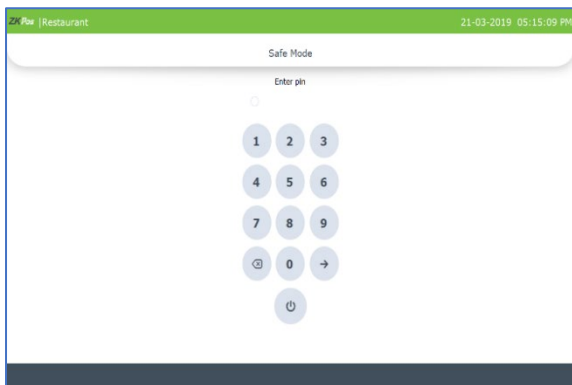 ZKPos |Restaurant 21-03-2019 05:15:09 PM
Safe Mode
Enter pin
1 2 3
4 5 6
7 8 9
0